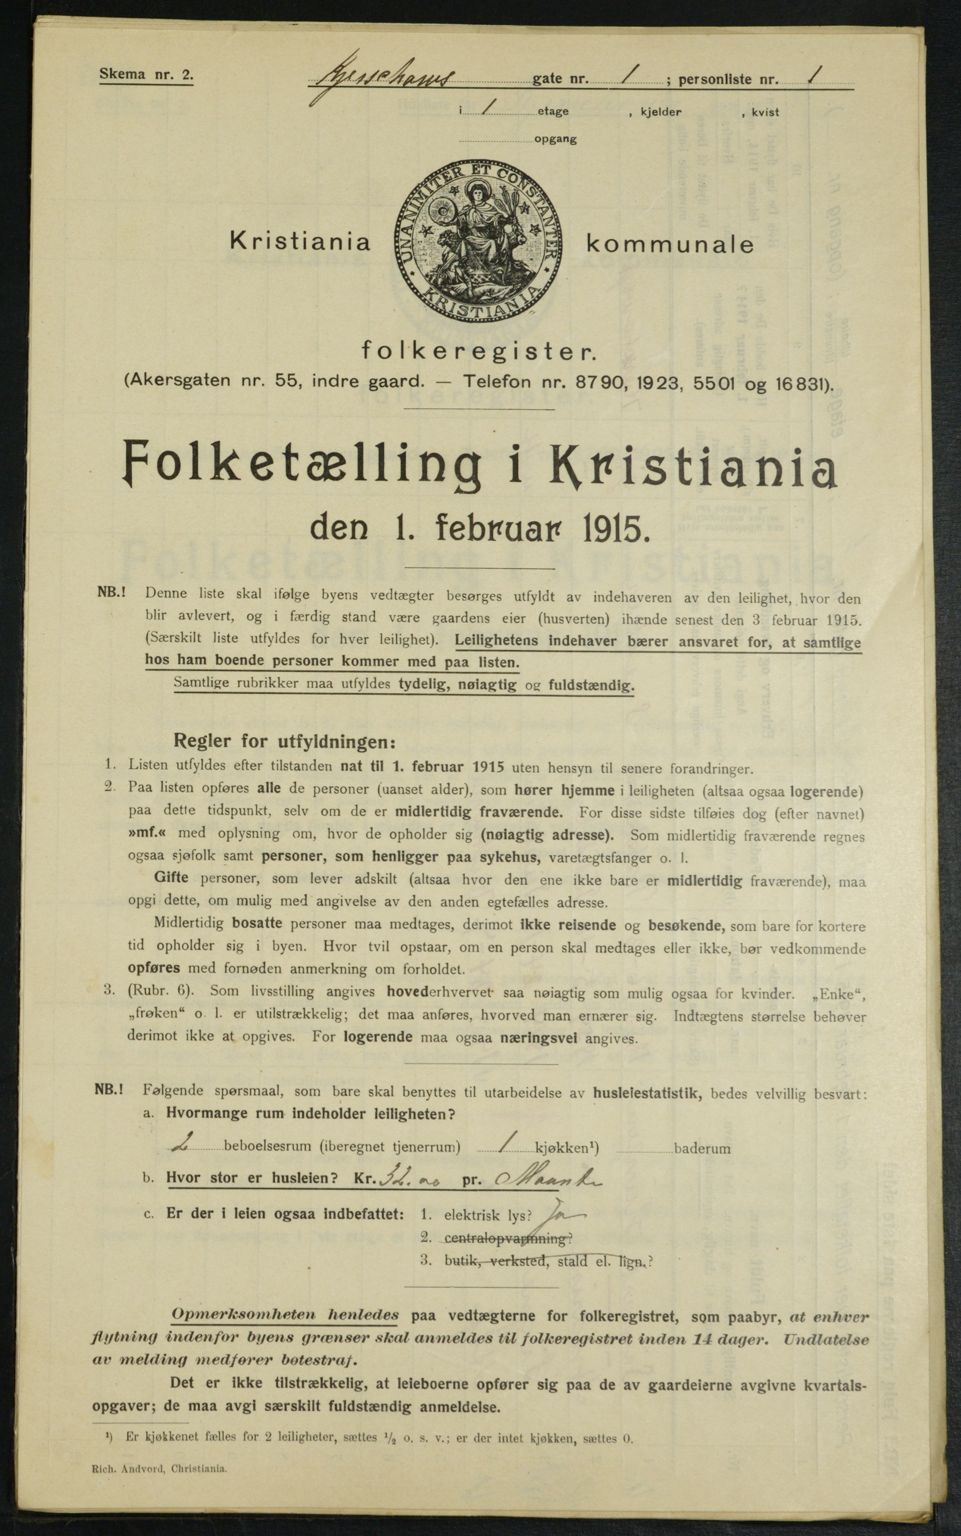 Skema nr. 2.
Kjerschows gate nr. 1 ; personliste nr. 1
i 1 etage , kjelder , kvist
opgang
UNANIMITER ET CONSTANTER
KRISTIANIA
Kristiania kommunale
folkeregister.
(Akersgaten nr. 55, indre gaard. — Telefon nr. 8790, 1923, 5501 og 16831).
Folketælling i Kristiania
den 1. februar 1915.
NB.! Denne liste skal ifølge byens vedtægter besørges utfyldt av indehaveren av den leilighet, hvor den
blir avlevert, og i færdig stand være gaardens eier (husverten) ihænde senest den 3 februar 1915.
(Særskilt liste utfyldes for hver leilighet). Leilighetens indehaver bærer ansvaret for, at samtlige
hos ham boende personer kommer med paa listen.
Samtlige rubrikker maa utfyldes tydelig, nøiagtig og fuldstændig.
Regler for utfyldningen:
1. Listen utfyldes efter tilstanden nat til 1. februar 1915 uten hensyn til senere forandringer.
2. Paa listen opføres alle de personer (uanset alder), som hører hjemme i leiligheten (altsaa ogsaa logerende)
paa dette tidspunkt, selv om de er midlertidig fraværende. For disse sidste tilføies dog (efter navnet)
»mf.« med oplysning om, hvor de opholder sig (nøiagtig adresse). Som midlertidig fraværende regnes
ogsaa sjøfolk samt personer, som henligger paa sykehus, varetægtsfanger o. l.
Gifte personer, som lever adskilt (altsaa hvor den ene ikke bare er midlertidig fraværende), maa
opgi dette, om mulig med angivelse av den anden egtefælles adresse.
Midlertidig bosatte personer maa medtages, derimot ikke reisende og besøkende, som bare for kortere
tid opholder sig i byen. Hvor tvil opstaar, om en person skal medtages eller ikke, bør vedkommende
opføres med fornøden anmerkning om forholdet.
3. (Rubr. 6). Som livsstilling angives hovederhvervet saa nøiagtig som mulig ogsaa for kvinder. „Enke“,
„frøken“ o. l. er utilstrækkelig; det maa anføres, hvorved man ernærer sig. Indtægtens størrelse behøver
derimot ikke at opgives. For logerende maa ogsaa næringsvei angives.
NB.! Følgende spørsmaal, som bare skal benyttes til utarbeidelse av husleiestatistik, bedes velvillig besvart:
a. Hvormange rum indeholder leiligheten?
2 beboelsesrum (iberegnet tjenerrum) 1 kjøkken¹) baderum
b. Hvor stor er husleien? Kr. 32.00 pr. Maaned
c. Er der i leien ogsaa indbefattet: 1. elektrisk lys? Ja
2. centralopvarmning?
3. butik, verksted, stald el. lign.?
Opmerksomheten henledes paa vedtægterne for folkeregistret, som paabyr, at enhver
flytning indenfor byens grænser skal anmeldes til folkeregistret inden 14 dager. Undlatelse
av melding medfører bøtestraf.
Det er ikke tilstrækkelig, at leieboerne opfører sig paa de av gaardeierne avgivne kvartals-
opgaver; de maa avgi særskilt fuldstændig anmeldelse.
¹) Er kjøkkenet fælles for 2 leiligheter, sættes ½ o. s. v.; er der intet kjøkken, sættes 0.
Rich. Andvord, Christiania.